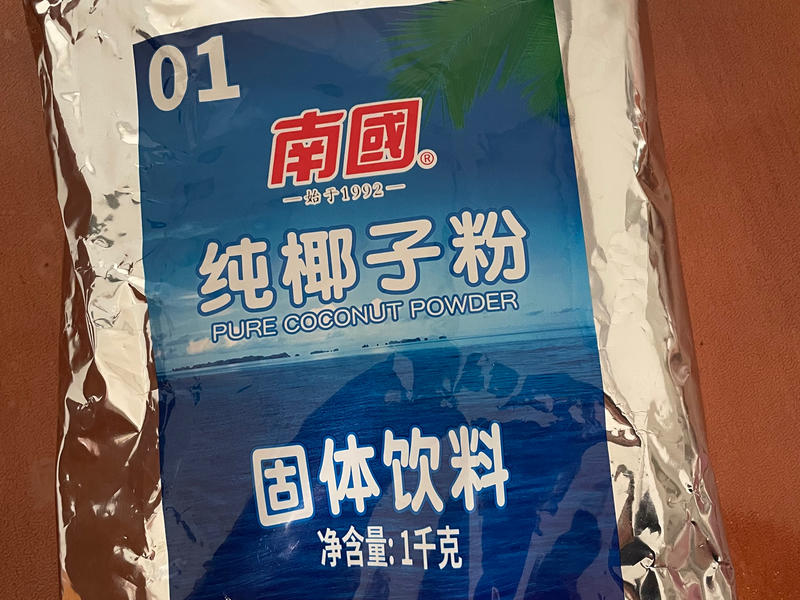 01
南國®
始于1992
纯椰子粉
PURE COCONUT POWDER
固体饮料
净含量:1千克